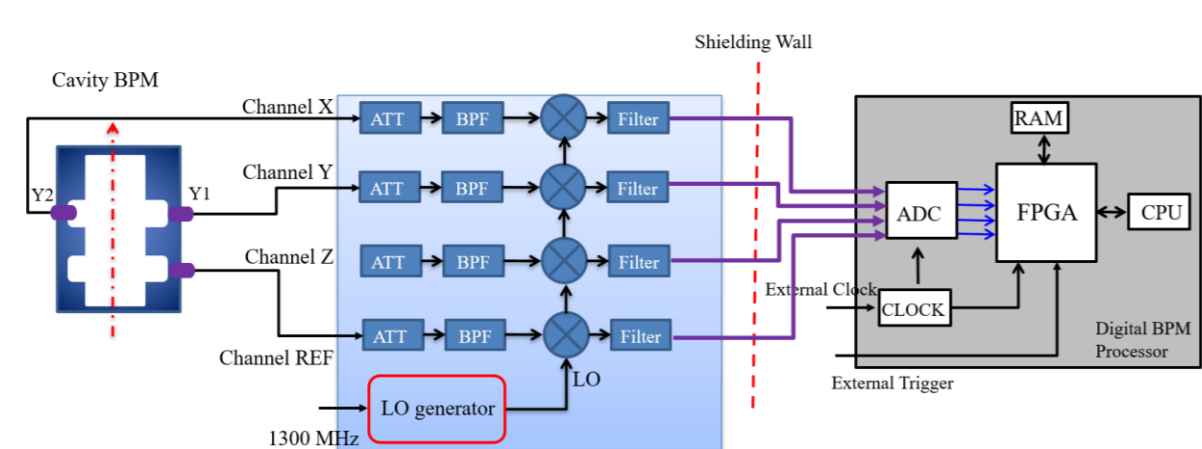 Shielding Wall
Cavity BPM
Channel X
ATT
BPF
Filter
RAM
Y2
Y1
Channel Y
ATT
BPF
Filter
ADC
FPGA
CPU
Channel Z
ATT
BPF
Filter
External Clock
CLOCK
ATT
BPF
Filter
Channel REF
LO
Digital BPM
Processor
External Trigger
LO generator
1300 MHz